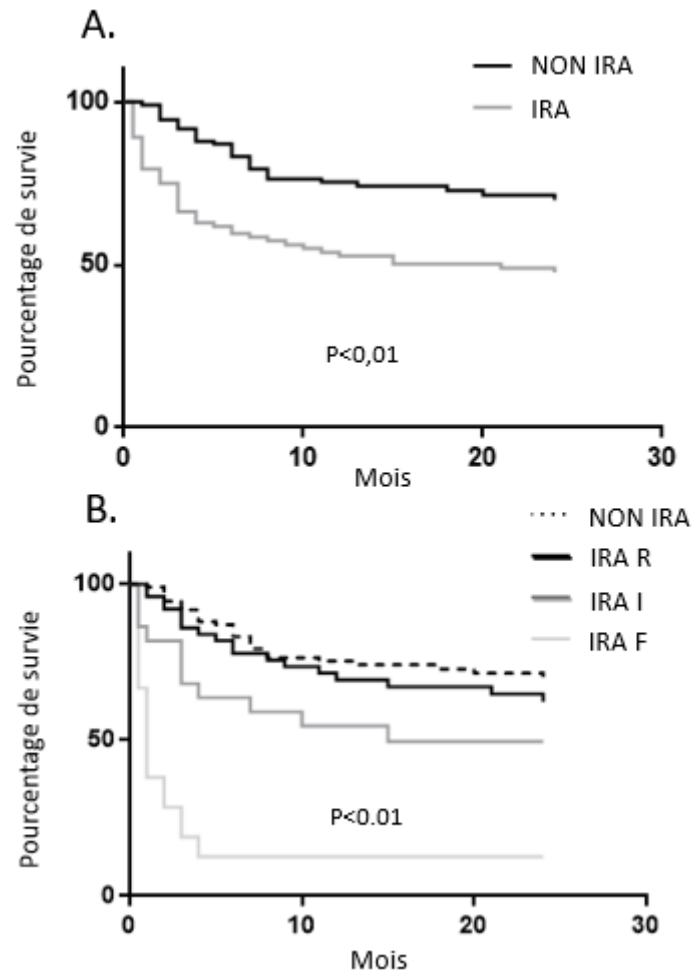 A.
NON IRA
IRA
Pourcentage de survie
100
50
0
P<0,01
0 10 20 30
Mois
B.
NON IRA
IRA R
IRA I
IRA F
Pourcentage de survie
100
50
0
P<0.01
0 10 20 30
Mois